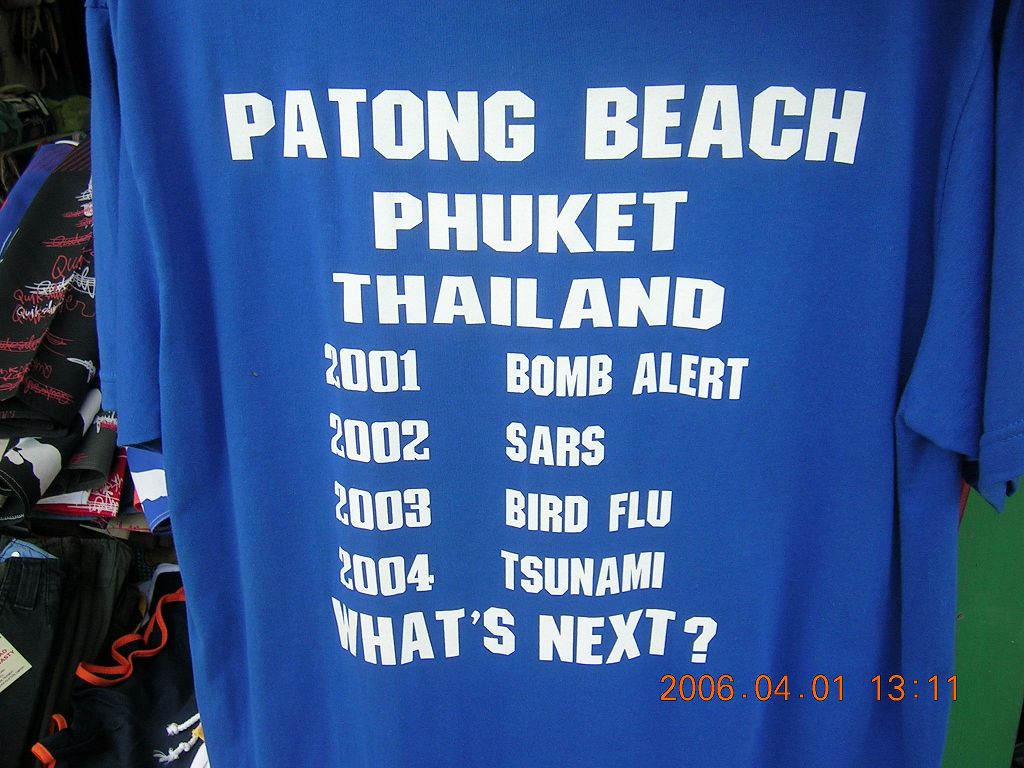 PATONG BEACH
PHUKET
THAILAND
2001 BOMB ALERT
2002 SARS
2003 BIRD FLU
2004 TSUNAMI
WHAT'S NEXT?
2006.04.01 13:11